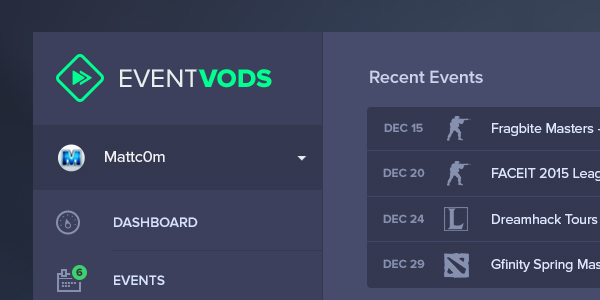 EVENTVODS
Mattc0m
DASHBOARD
6
EVENTS
Recent Events
DEC 15 Fragbite Masters -
DEC 20 FACEIT 2015 Leag
DEC 24 L Dreamhack Tours
DEC 29 Gfinity Spring Mas